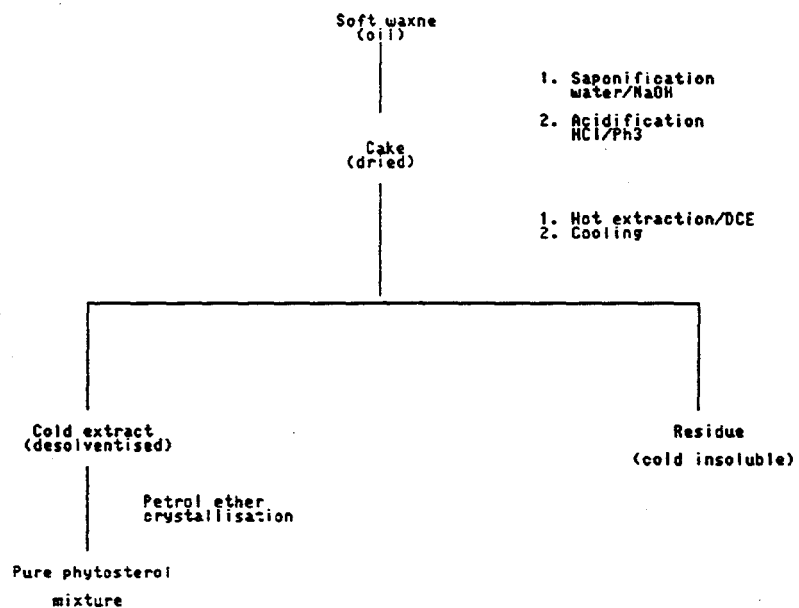 Soft waxne
(oil)
1. Saponification
water/NaOH
2. Acidification
HCl/Ph3
Cake
(dried)
1. Hot extraction/DCE
2. Cooling
Cold extract
(desolventised)
Residue
(cold insoluble)
Petrol ether
crystallisation
Pure phytosterol
mixture